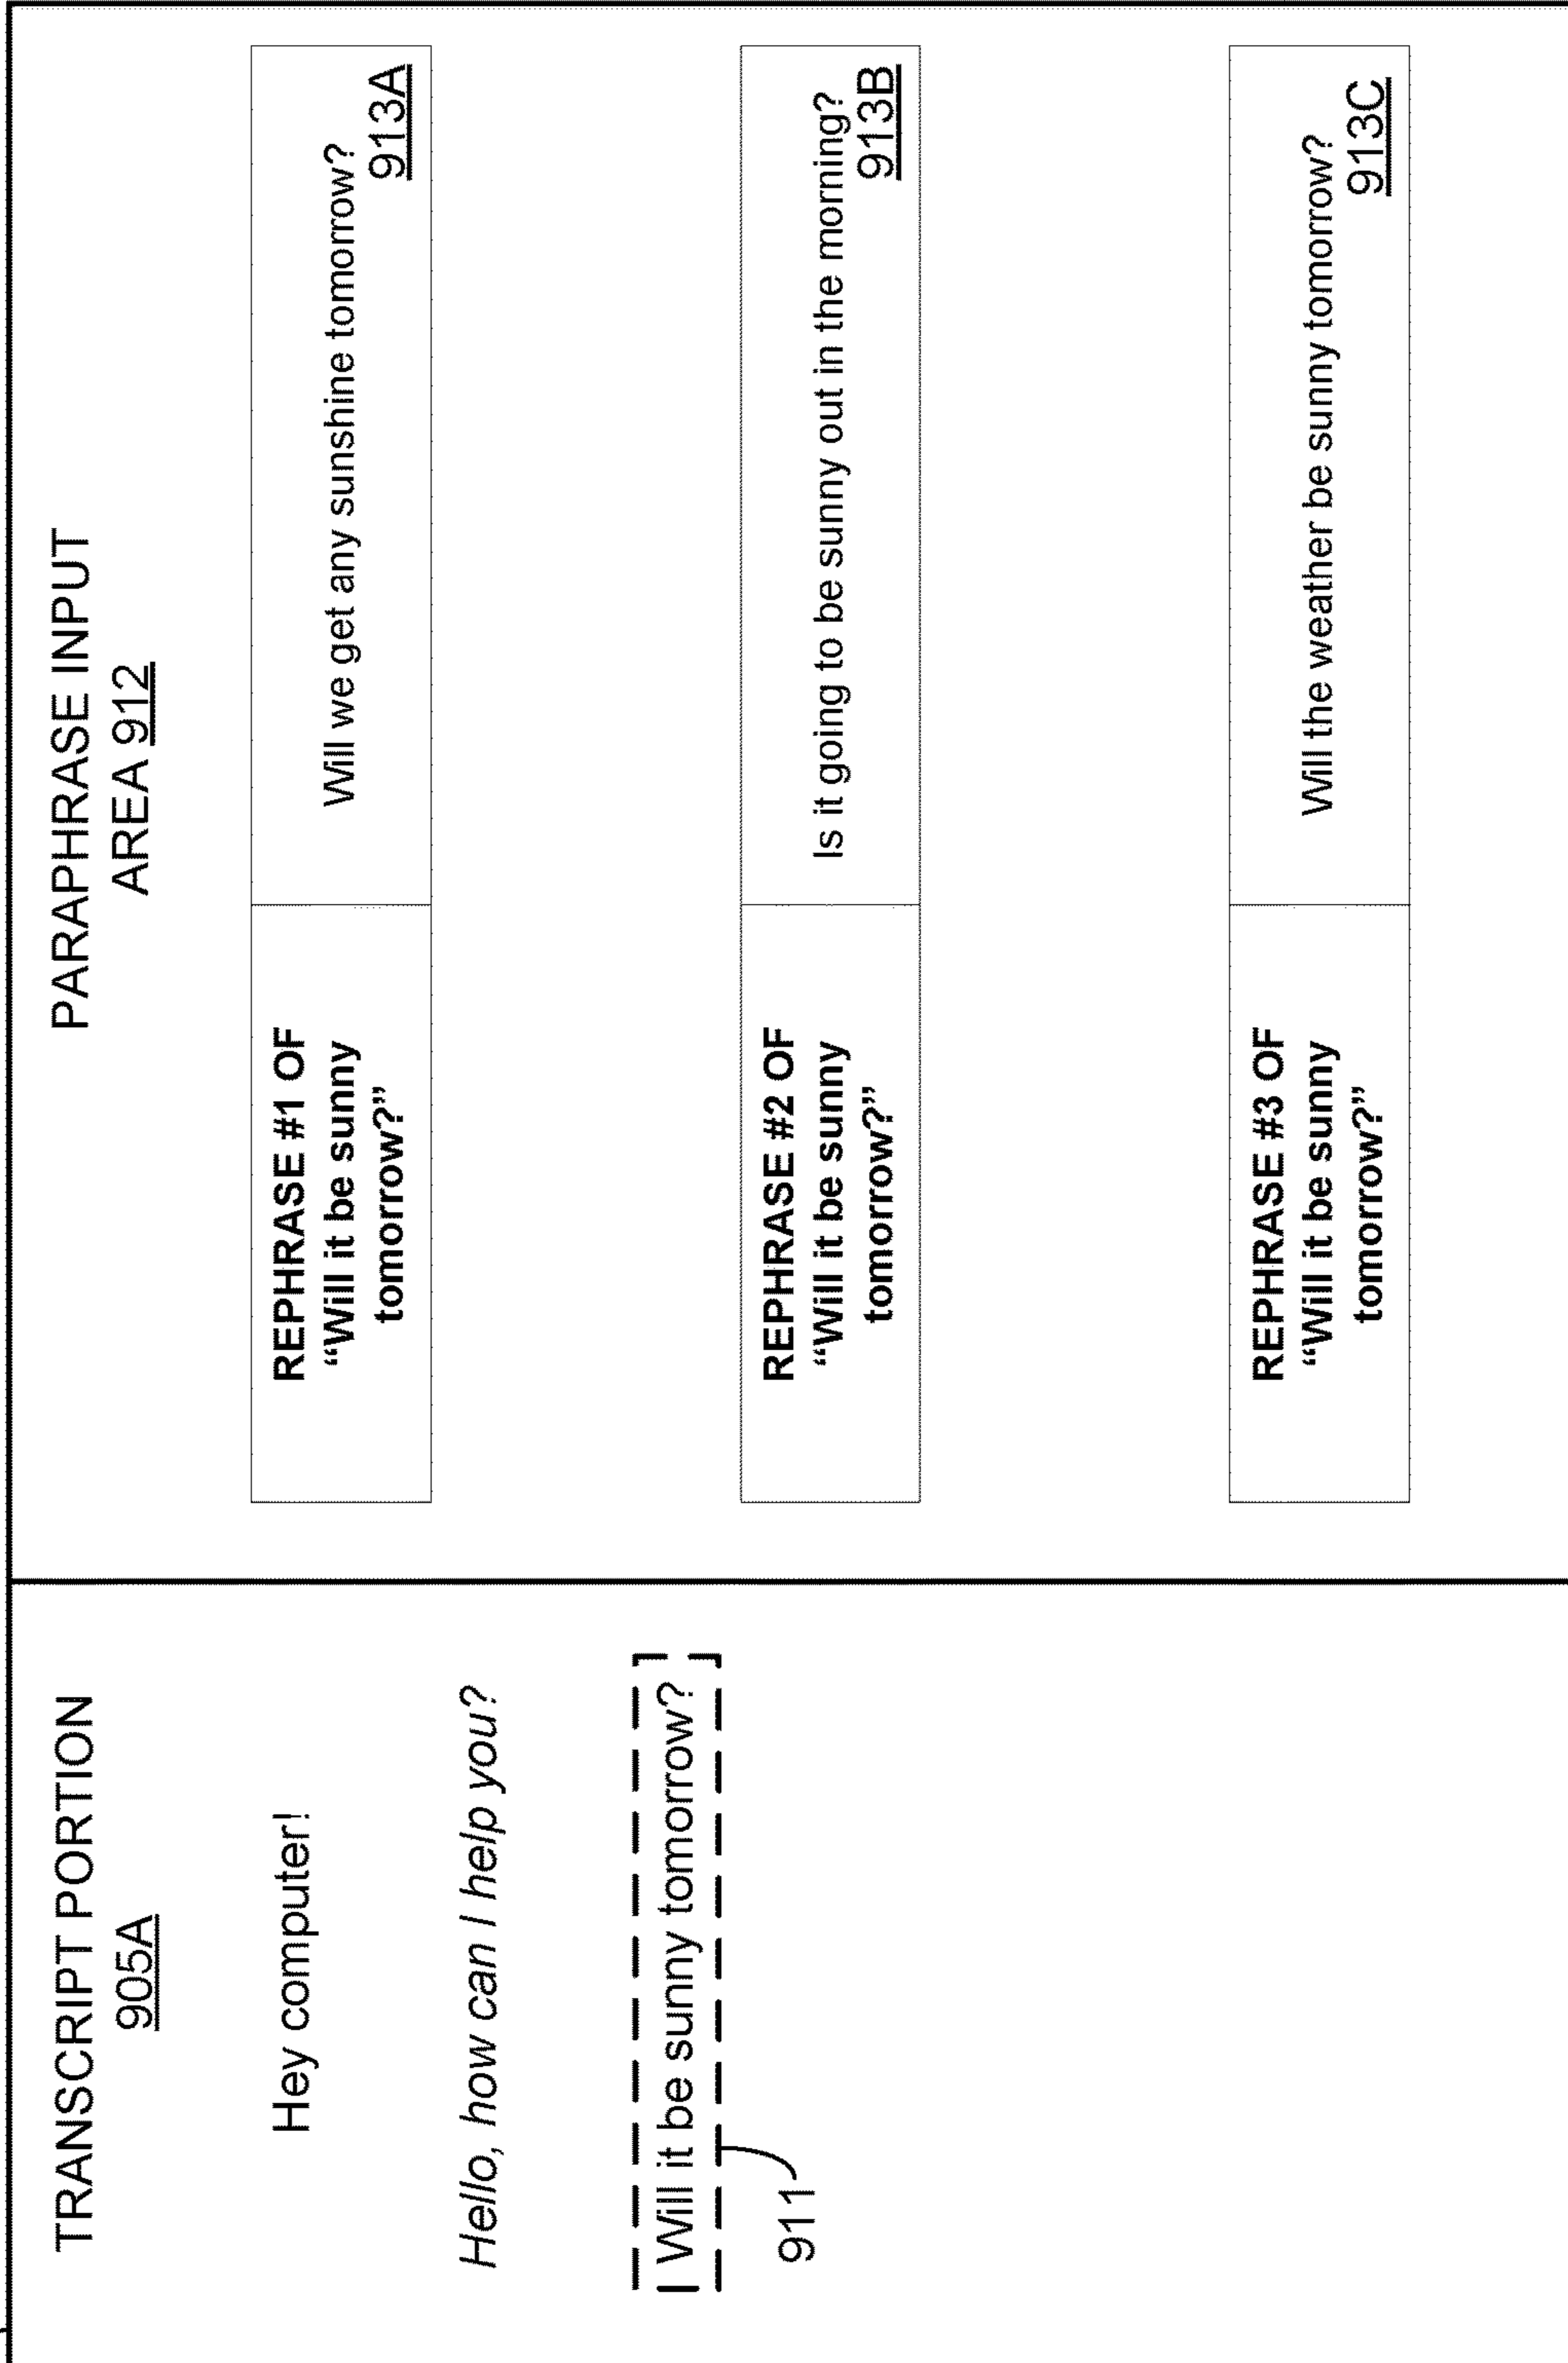 TRANSCRIPT PORTION
905A
Hey computer!
Hello, how can I help you?
Will it be sunny tomorrow?
911
PARAPHRASE INPUT
AREA 912
REPHRASE #1 OF
“Will it be sunny
tomorrow?”
Will we get any sunshine tomorrow?
913A
REPHRASE #2 OF
“Will it be sunny
tomorrow?”
Is it going to be sunny out in the morning?
913B
REPHRASE #3 OF
“Will it be sunny
tomorrow?”
Will the weather be sunny tomorrow?
913C